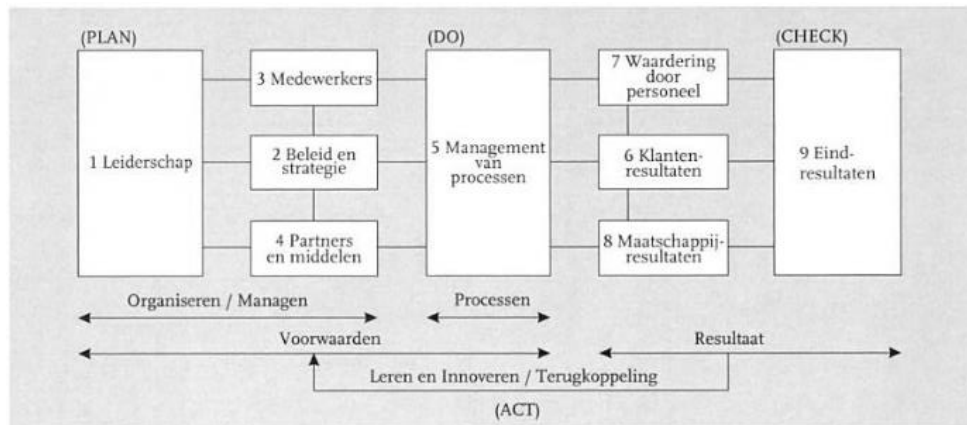 (PLAN)
(DO)
(CHECK)
1 Leiderschap
3 Medewerkers
2 Beleid en
strategie
4 Partners
en middelen
5 Management
van
processen
7 Waardering
door
personeel
6 Klanten-
resultaten
8 Maatschappij-
resultaten
9 Eind-
resultaten
Organiseren / Managen
Processen
Voorwaarden
Resultaat
Leren en Innoveren / Terugkoppeling
(ACT)